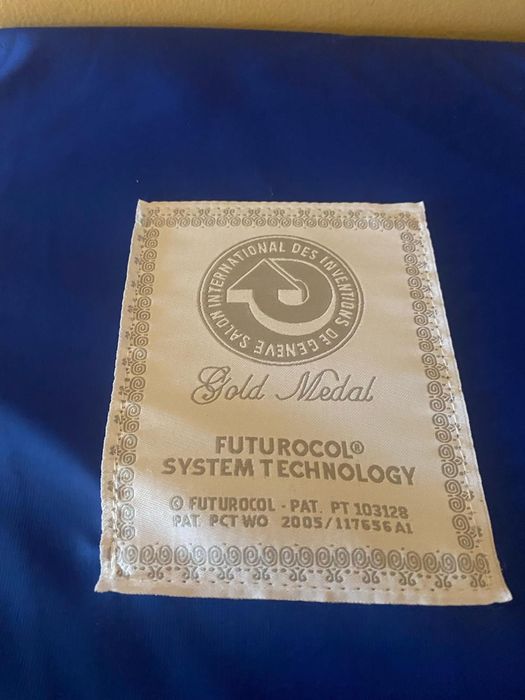 SALON INTERNATIONAL DES INVENTIONS DE GENEVE
Gold Medal
FUTUROCOL®
SYSTEM TECHNOLOGY
© FUTUROCOL - PAT. PT 103128
PAT. PCT WO 2005/117656 A1